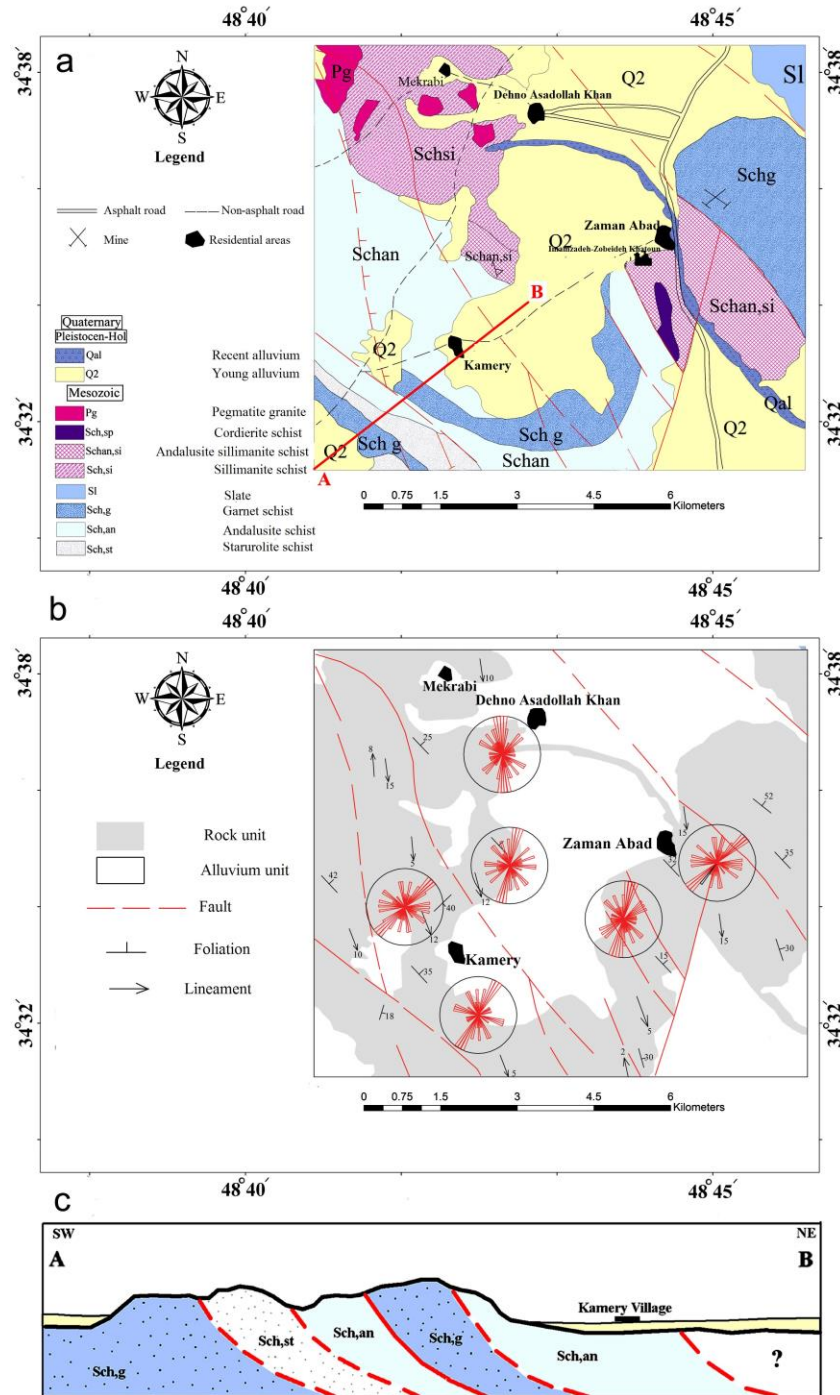 48°40′ 48°45′
a
34°38′
34°38′
N
W E
S
Legend
Asphalt road Non-asphalt road
Mine Residential areas
Quaternary
Pleistocen-Hol
Qal Recent alluvium
Q2 Young alluvium
Mesozoic
Pg Pegmatite granite
Sch,sp Cordierite schist
Schan,si Andalusite sillimanite schist
Sch,si Sillimanite schist
Sl Slate
Sch,g Garnet schist
Sch,an Andalusite schist
Sch,st Starurolite schist
Pg
Mekrabi
Q2
Sl
Dehno Asadollah Khan
Schsi
Schg
Zaman Abad
Q2
Imamzadeh-Zobeideh Khatoun
Schan
Schan,si
Schan,si
B
Q2
Kamery
Qal
Sch g
Sch g
Q2
Q2
Schan
A
34°32′
34°32′
0 0.75 1.5 3 4.5 6
Kilometers
48°40′ 48°45′
b
34°38′
34°38′
N
W E
S
Legend
Rock unit
Alluvium unit
Fault
Foliation
Lineament
Mekrabi
10
Dehno Asadollah Khan
25
8
15
52
15
Zaman Abad
35
5
42
12
40
12
10
Kamery
15
15
30
35
18
5
2
30
5
34°32′
34°32′
0 0.75 1.5 3 4.5 6
Kilometers
48°40′ 48°45′
c
SW NE
A B
Kamery Village
Sch,g
Sch,st
Sch,an
Sch,g
Sch,an
?